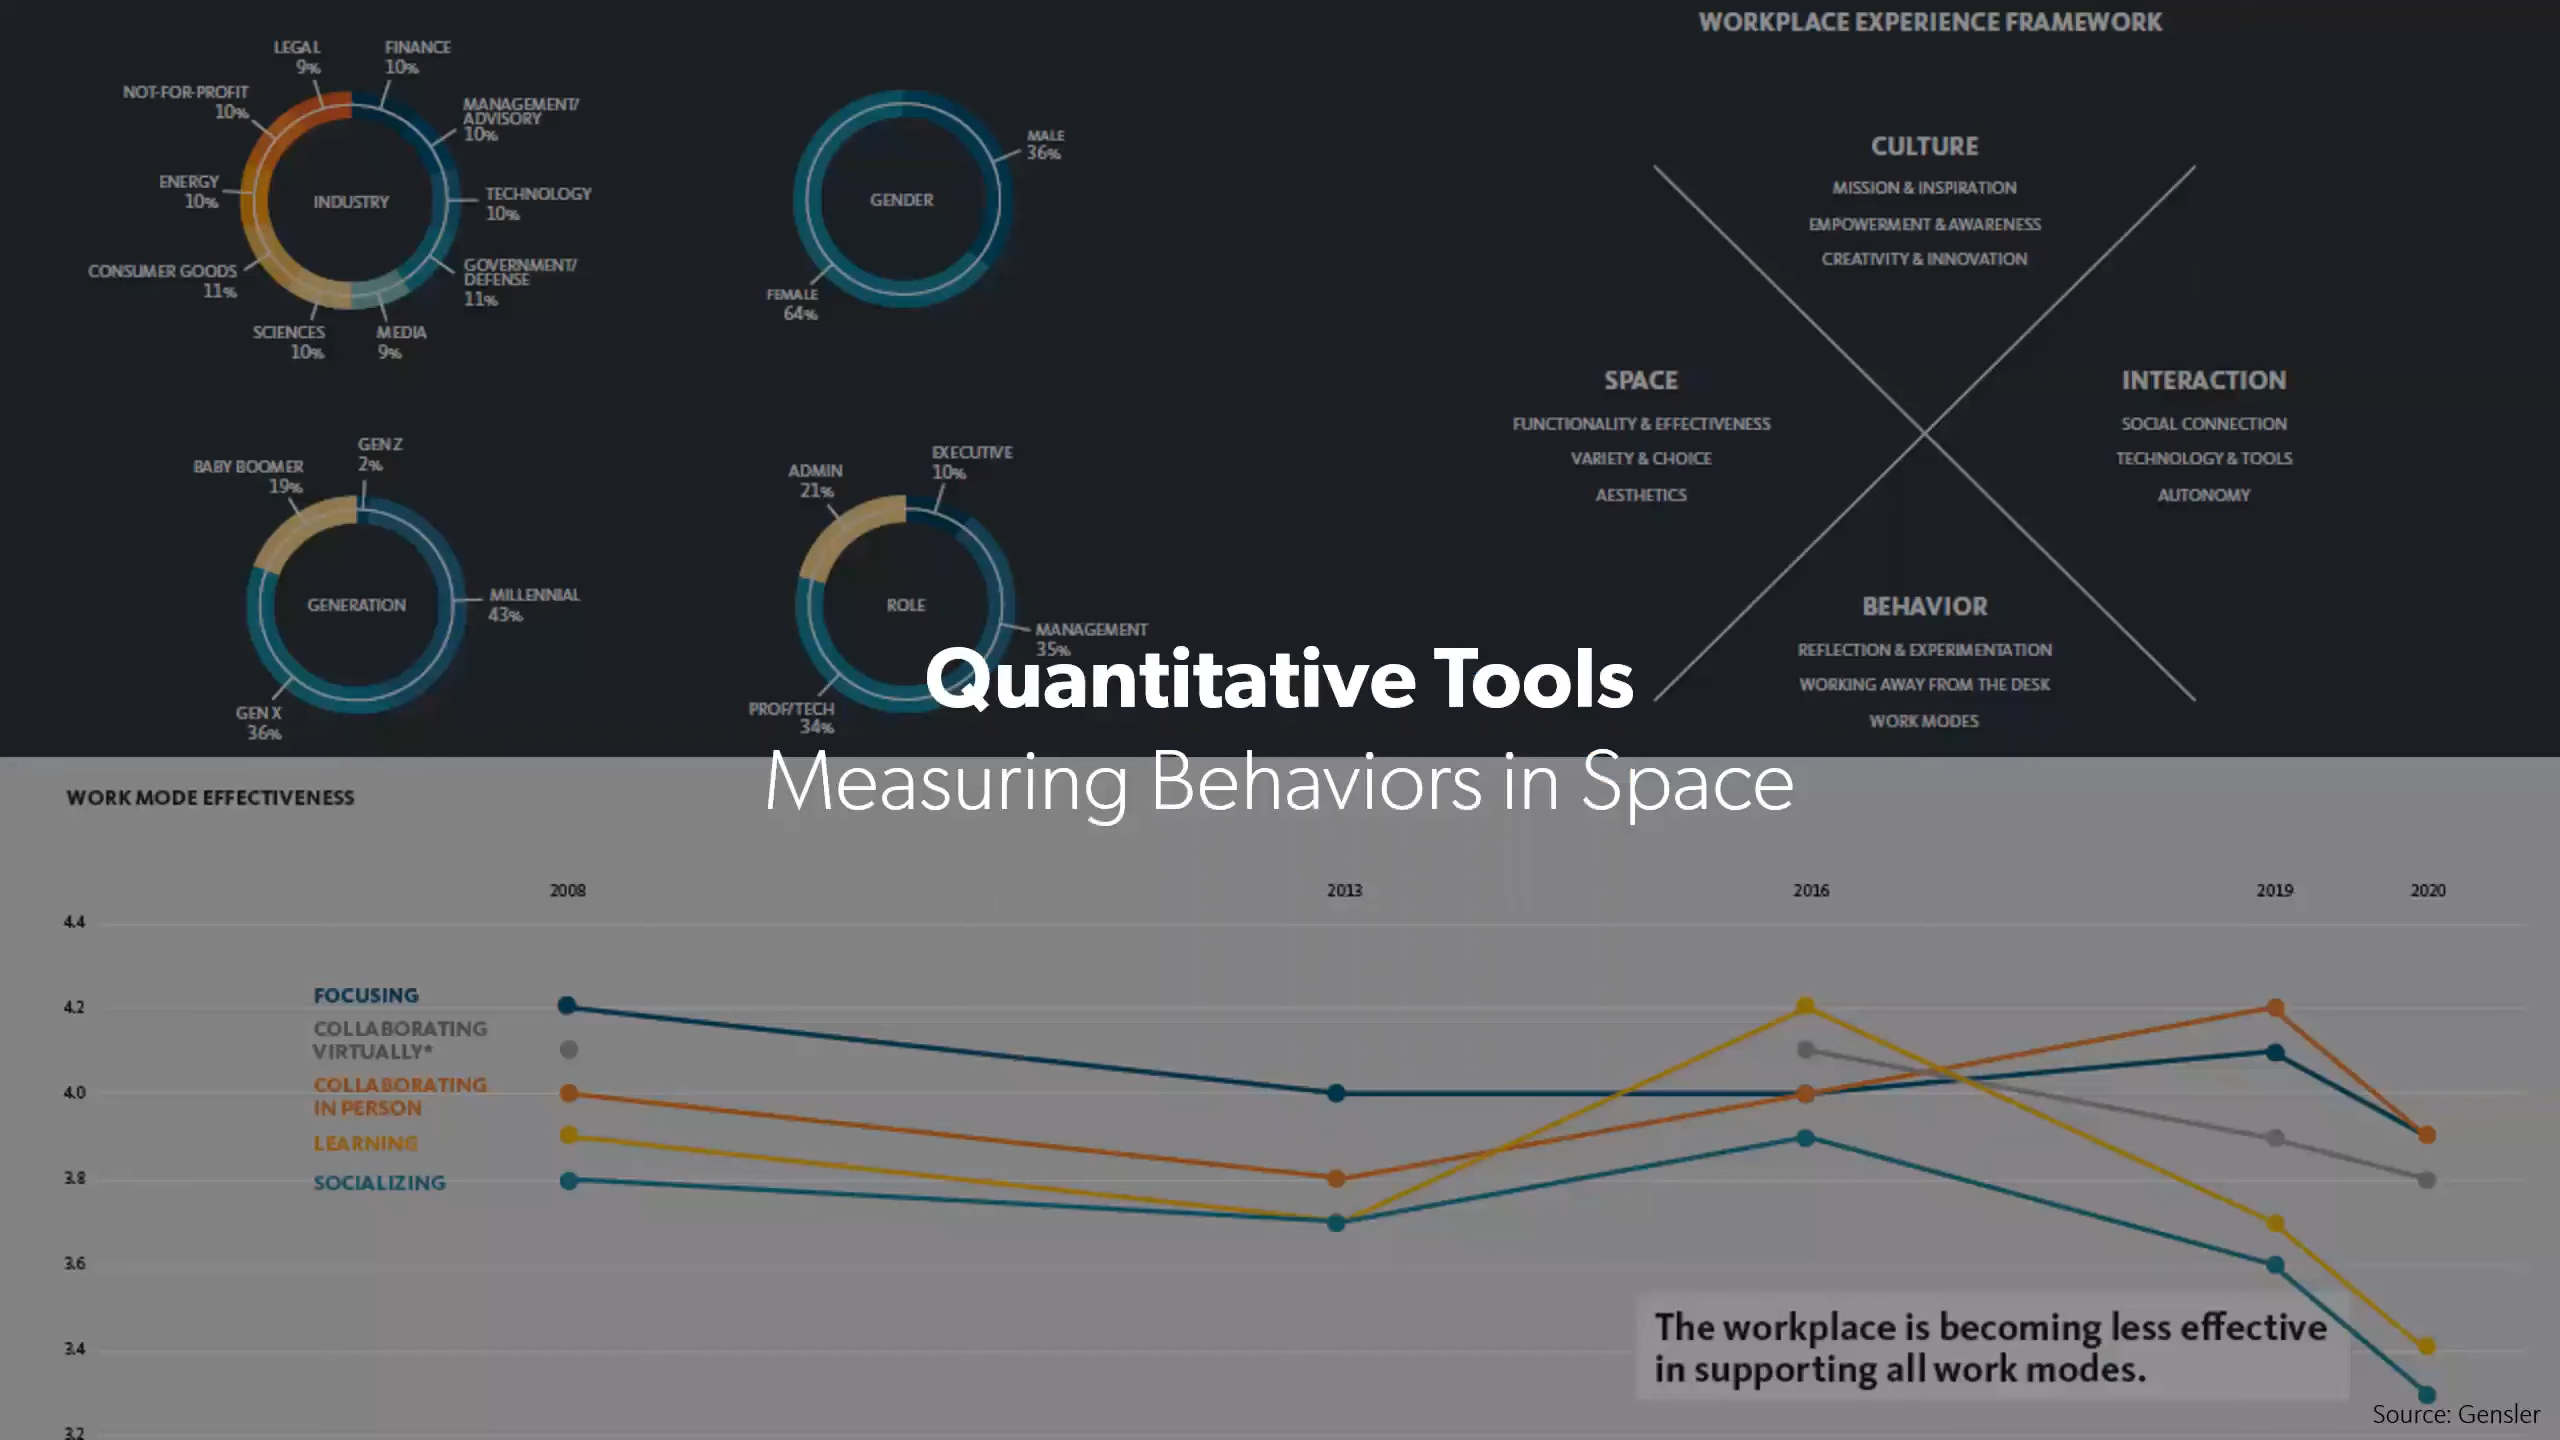 WORKPLACE EXPERIENCE FRAMEWORK
LEGAL
9%
FINANCE
10%
NOT-FOR-PROFIT
10%
MANAGEMENT/
ADVISORY
10%
ENERGY
10%
INDUSTRY
TECHNOLOGY
10%
CONSUMER GOODS
11%
GOVERNMENT/
DEFENSE
11%
SCIENCES
10%
MEDIA
9%
MALE
36%
GENDER
FEMALE
64%
CULTURE
MISSION & INSPIRATION
EMPOWERMENT & AWARENESS
CREATIVITY & INNOVATION
SPACE
FUNCTIONALITY & EFFECTIVENESS
VARIETY & CHOICE
AESTHETICS
INTERACTION
SOCIAL CONNECTION
TECHNOLOGY & TOOLS
AUTONOMY
BEHAVIOR
REFLECTION & EXPERIMENTATION
WORKING AWAY FROM THE DESK
WORK MODES
BABY BOOMER
19%
GEN Z
2%
GENERATION
MILLENNIAL
43%
GEN X
36%
ADMIN
21%
EXECUTIVE
10%
ROLE
MANAGEMENT
35%
PROF/TECH
34%
Quantitative Tools
Measuring Behaviors in Space
WORK MODE EFFECTIVENESS
2008
2013
2016
2019
2020
4.4
4.2
4.0
3.8
3.6
3.4
3.2
FOCUSING
COLLABORATING
VIRTUALLY*
COLLABORATING
IN PERSON
LEARNING
SOCIALIZING
The workplace is becoming less effective
in supporting all work modes.
Source: Gensler